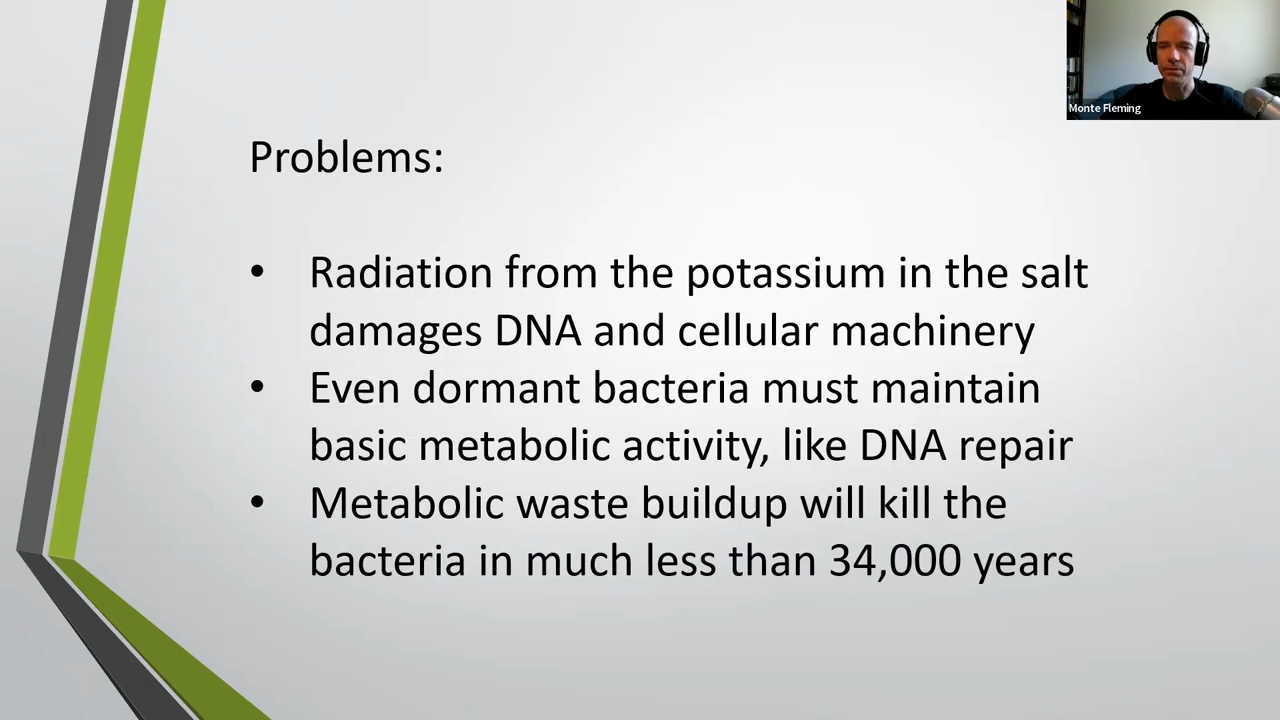 Monte Fleming
Problems:
• Radiation from the potassium in the salt
damages DNA and cellular machinery
• Even dormant bacteria must maintain
basic metabolic activity, like DNA repair
• Metabolic waste buildup will kill the
bacteria in much less than 34,000 years